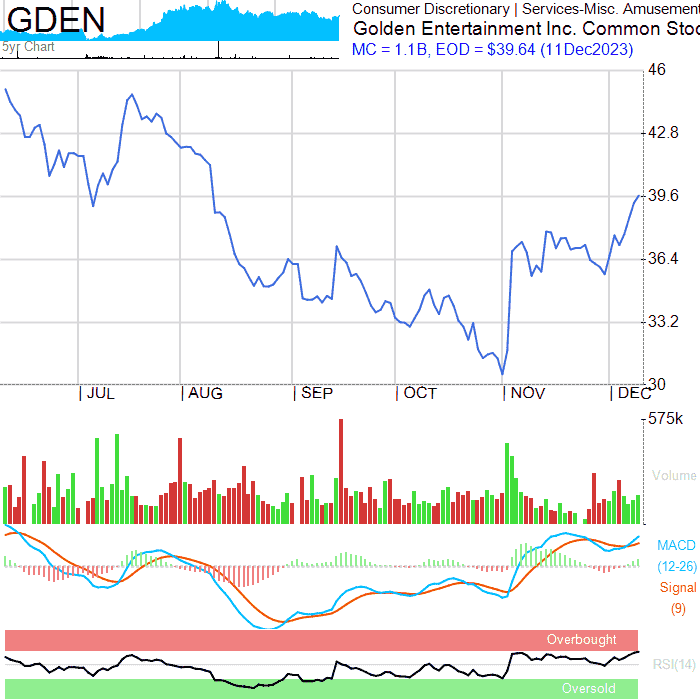 GDEN
5yr Chart
Consumer Discretionary | Services-Misc. Amusement
Golden Entertainment Inc. Common Stoc
MC = 1.1B, EOD = $39.64 (11Dec2023)
46
42.8
39.6
36.4
33.2
30
|JUL |AUG |SEP |OCT |NOV |DEC
575k
Volume
MACD
(12-26)
Signal
(9)
Overbought
RSI(14)
Oversold